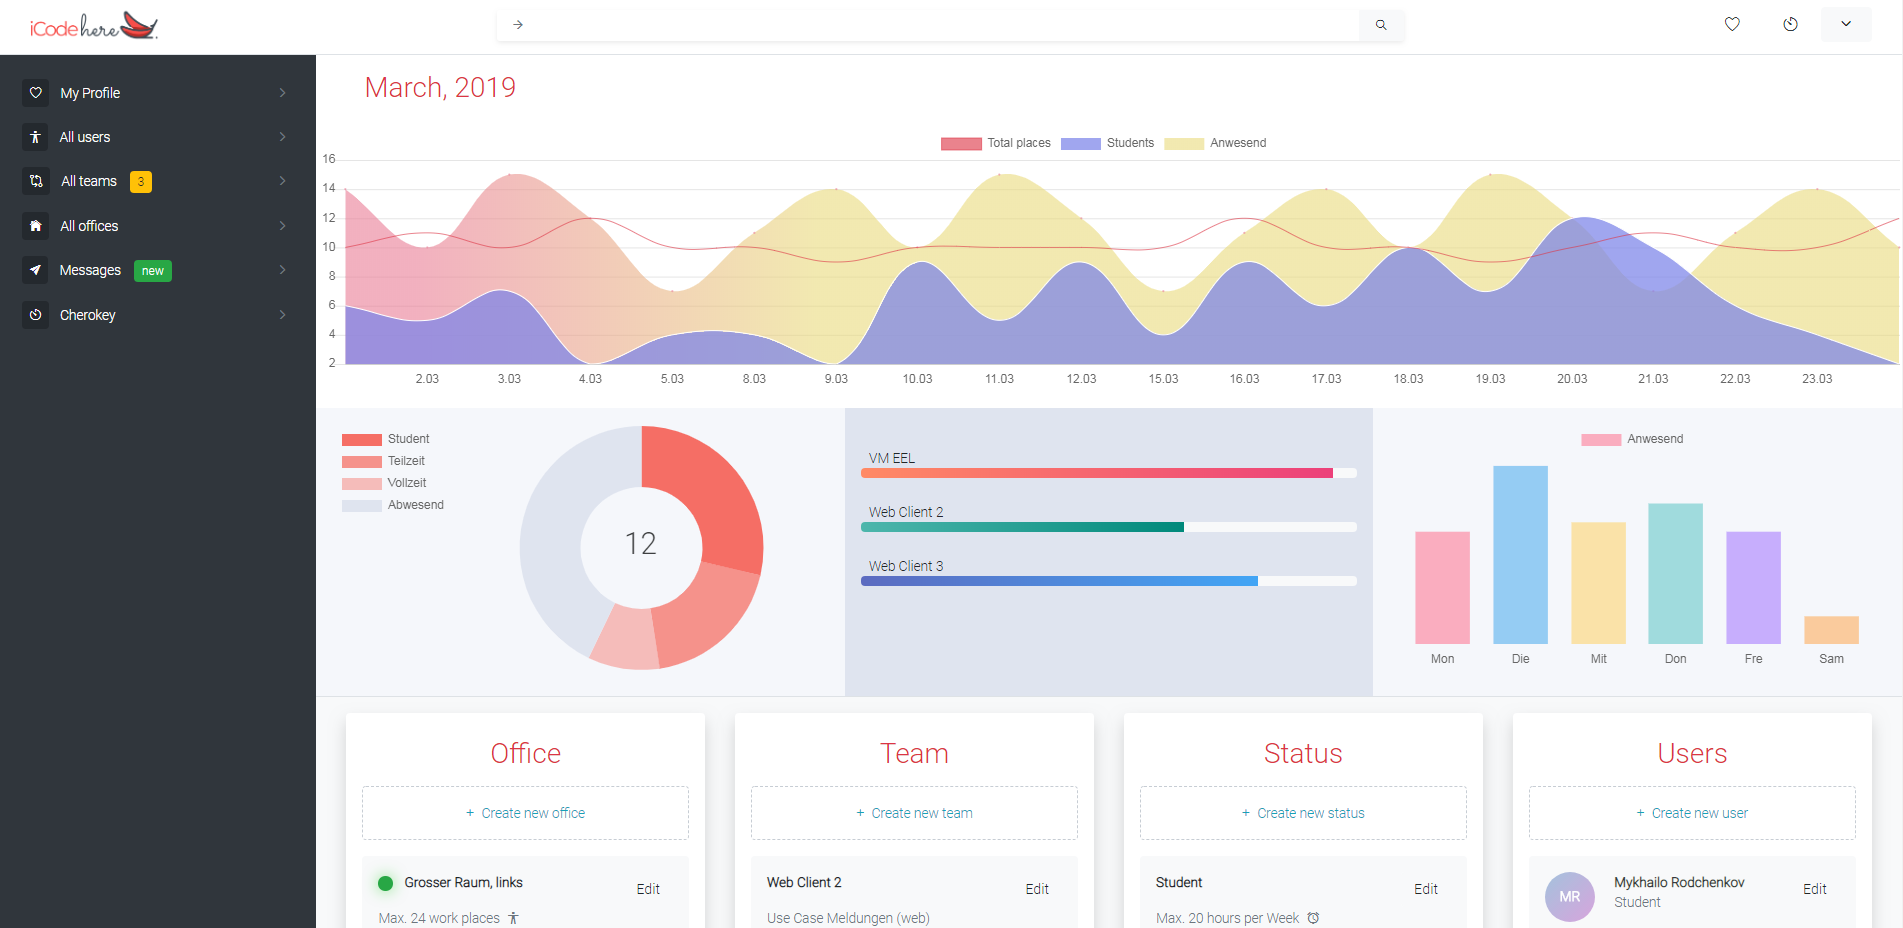 iCodehere
My Profile
All users
All teams 3
All offices
Messages new
Cherokey
March, 2019
Total places Students Anwesend
16
14
12
10
8
6
4
2
2.03 3.03 4.03 5.03 8.03 9.03 10.03 11.03 12.03 15.03 16.03 17.03 18.03 19.03 20.03 21.03 22.03 23.03
Student
Teilzeit
Vollzeit
Abwesend
12
VM EEL
Web Client 2
Web Client 3
Anwesend
Mon Die Mit Don Fre Sam
Office
+ Create new office
Grosser Raum, links Edit
Max. 24 work places
Team
+ Create new team
Web Client 2 Edit
Use Case Meldungen (web)
Status
+ Create new status
Student Edit
Max. 20 hours per Week
Users
+ Create new user
MR Mykhailo Rodchenkov Edit
Student